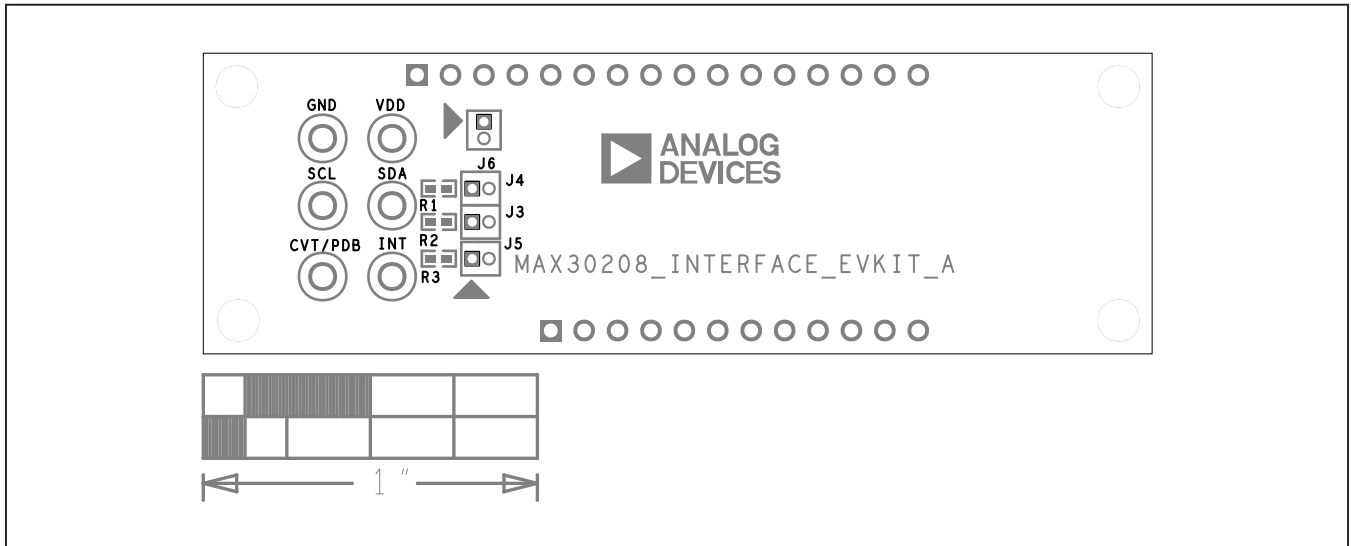 GND VDD
ANALOG
DEVICES
J6
SCL SDA
J4
R1
J3
CVT/PDB INT R2
J5
MAX30208_INTERFACE_EVKIT_A
R3
1"